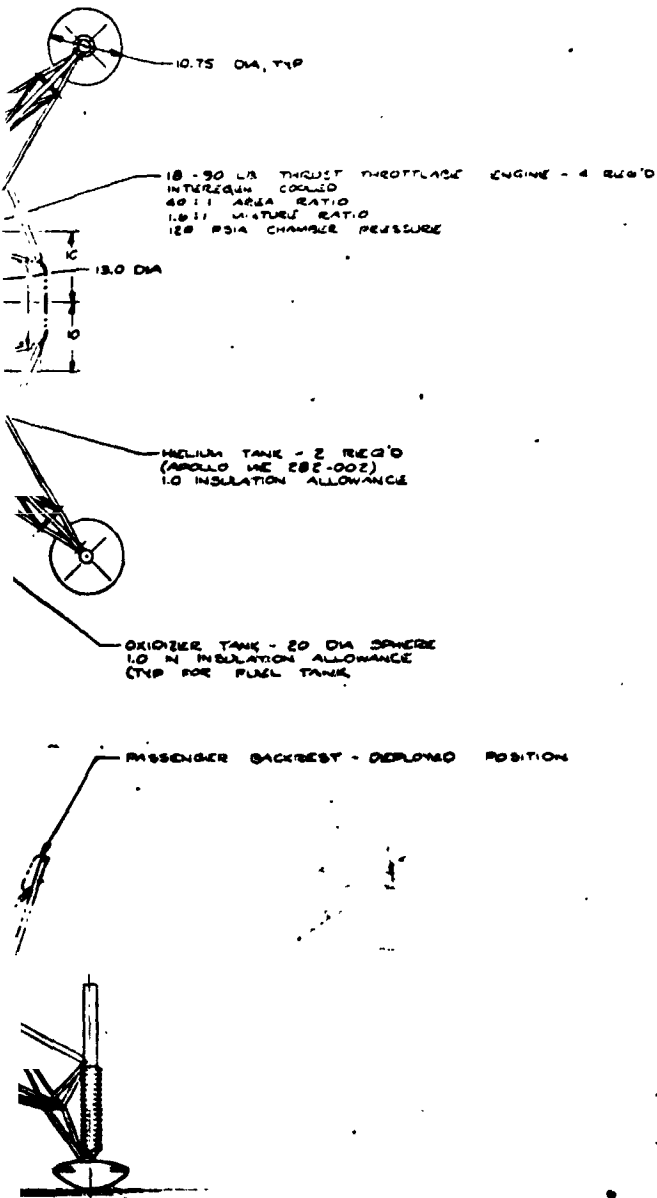 10.75 DIA, TYP
18-90 LB THRUST THROTTLABLE ENGINE - 4 REQ'D
INTEREGEN COOLED
40:1 AREA RATIO
1.6:1 MIXTURE RATIO
120 PSIA CHAMBER PRESSURE
10
13.0 DIA
10
HELIUM TANK - 2 REQ'D
(APOLLO ME 282-002)
1.0 INSULATION ALLOWANCE
OXIDIZER TANK - 20 DIA SPHERE
1.0 IN INSULATION ALLOWANCE
(TYP FOR FUEL TANK
PASSENGER BACKREST - DEPLOYED POSITION